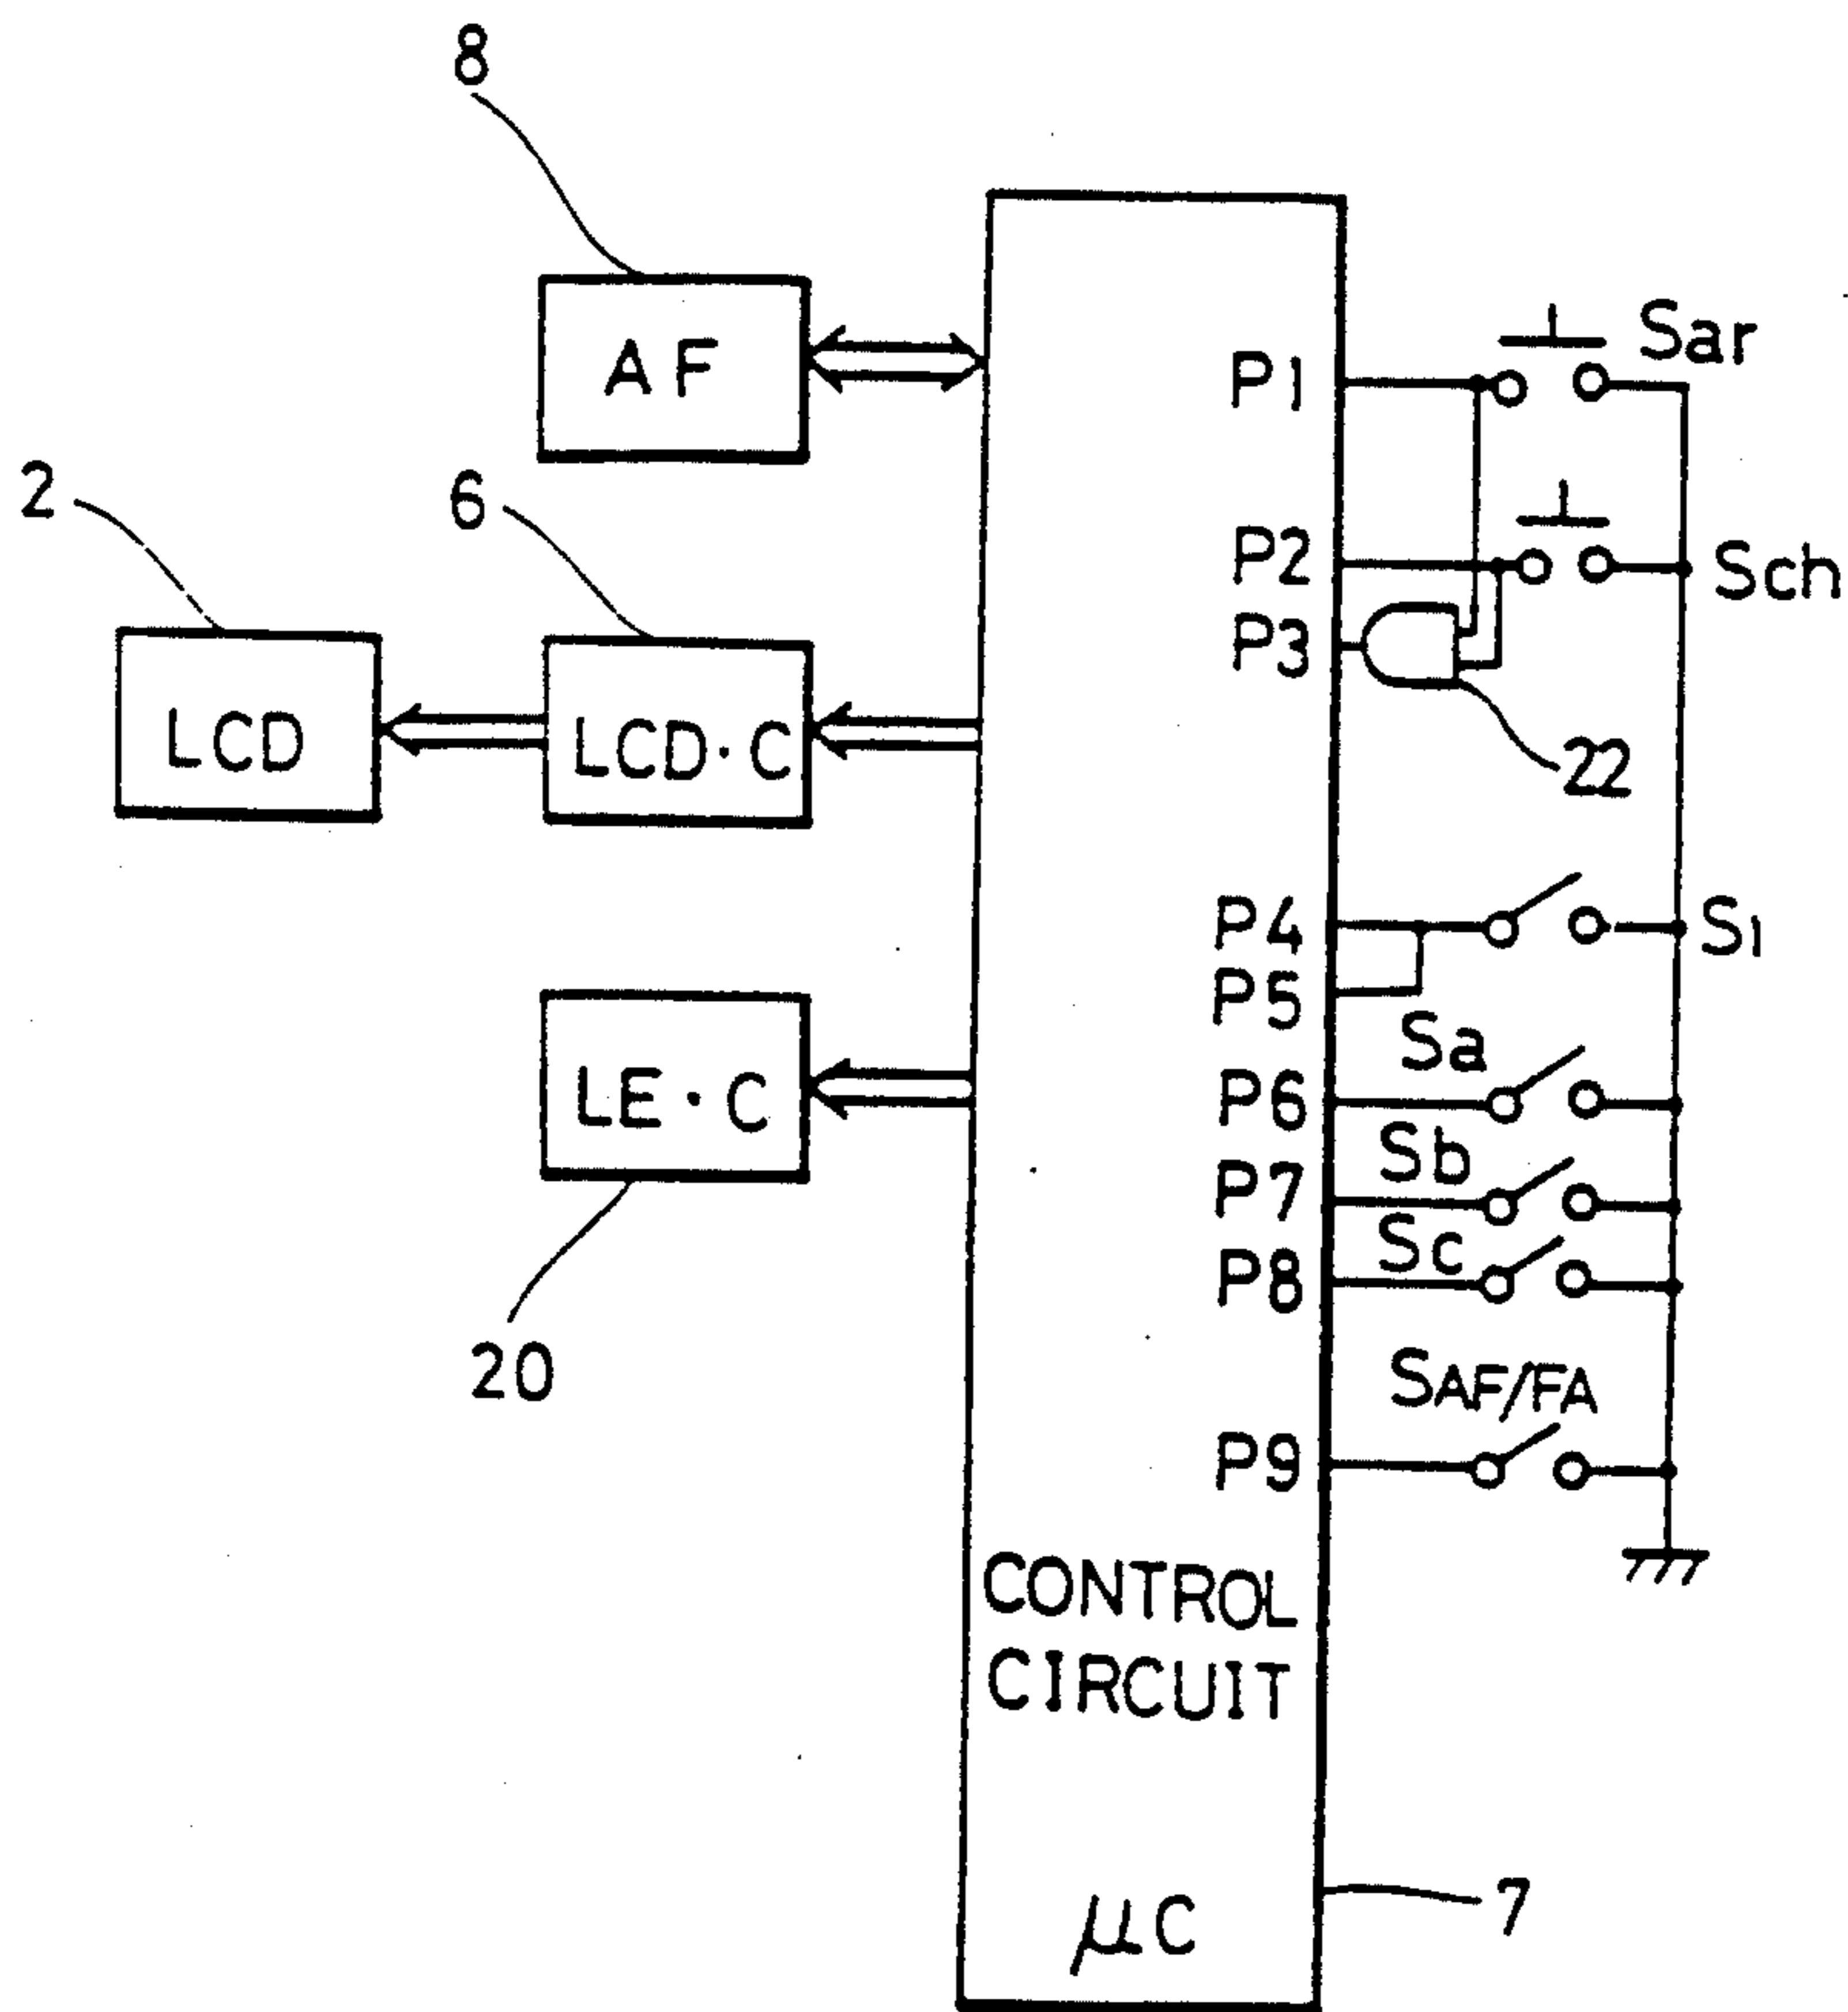 8
AF
P1
Sar
2
6
P2
Sch
P3
LCD
LCD·C
22
P4
S1
P5
Sa
LE·C
P6
Sb
P7
Sc
P8
20
SAF/FA
P9
CONTROL
CIRCUIT
7
μC